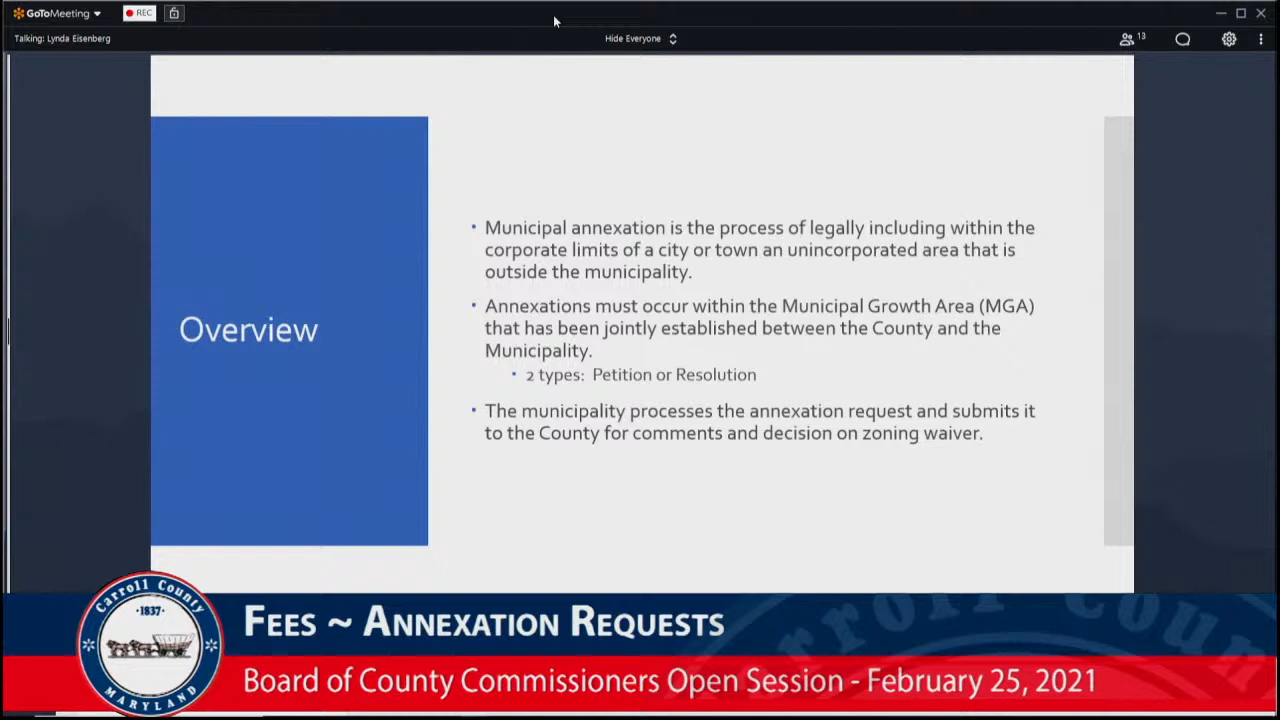 GoToMeeting
REC
Talking: Lynda Eisenberg
Hide Everyone
13
Overview
Municipal annexation is the process of legally including within the
corporate limits of a city or town an unincorporated area that is
outside the municipality.
Annexations must occur within the Municipal Growth Area (MGA)
that has been jointly established between the County and the
Municipality.
2 types: Petition or Resolution
The municipality processes the annexation request and submits it
to the County for comments and decision on zoning waiver.
Carroll County
·1837·
MARYLAND
Fees ~ Annexation Requests
Board of County Commissioners Open Session - February 25, 2021